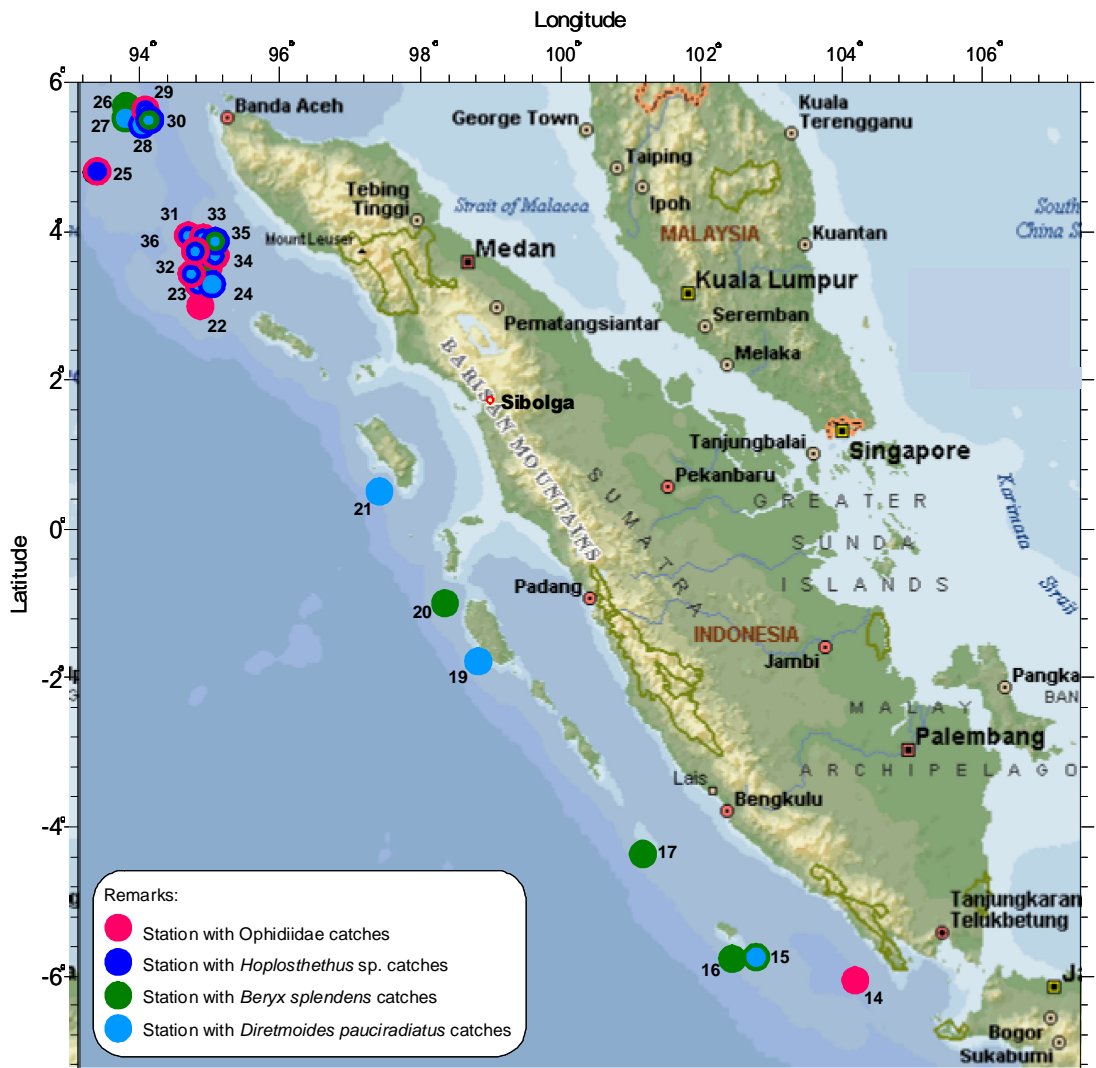 Longitude
94°
96°
98°
100°
102°
104°
106°
6°
4°
2°
0°
-2°
-4°
-6°
Latitude
29
26
27
30
28
25
Banda Aceh
George Town
Kuala
Terengganu
Taiping
Ipoh
Tebing
Tinggi
Strait of Malacca
South
China S
MALAYSIA
Kuantan
31
33
35
36
34
32
23
24
22
Mount Leuser
Medan
Kuala Lumpur
Seremban
Pematangsiantar
Melaka
BARISAN MOUNTAINS
Sibolga
Tanjungbalai
Singapore
Pekanbaru
SUMATRA
GREATER
SUNDA
ISLANDS
Karimata
Strait
21
Padang
20
INDONESIA
Jambi
19
Pangka
BAN
MALAY
Palembang
ARCHIPELAGO
Lais
Bengkulu
17
Tanjungkaran
Telukbetung
16
15
14
Ja
Bogor
Sukabumi
Remarks:
Station with Ophidiidae catches
Station with Hoplosthethus sp. catches
Station with Beryx splendens catches
Station with Diretmoides pauciradiatus catches